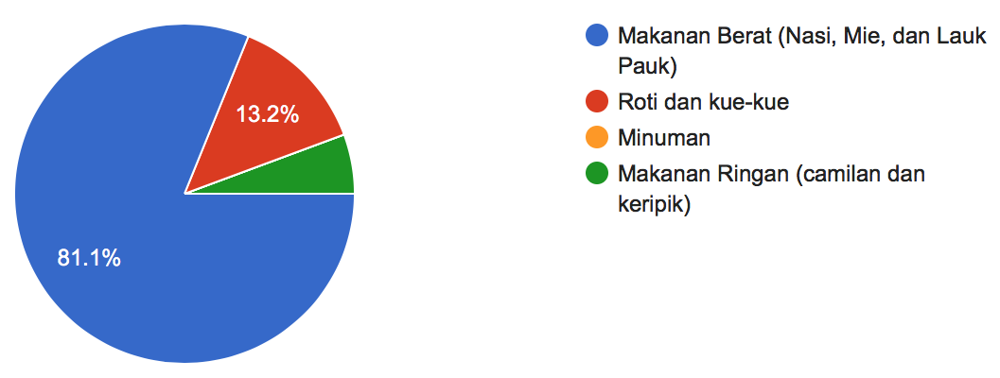 Makanan Berat (Nasi, Mie, dan Lauk
Pauk)
Roti dan kue-kue
Minuman
Makanan Ringan (camilan dan
keripik)
13.2%
81.1%